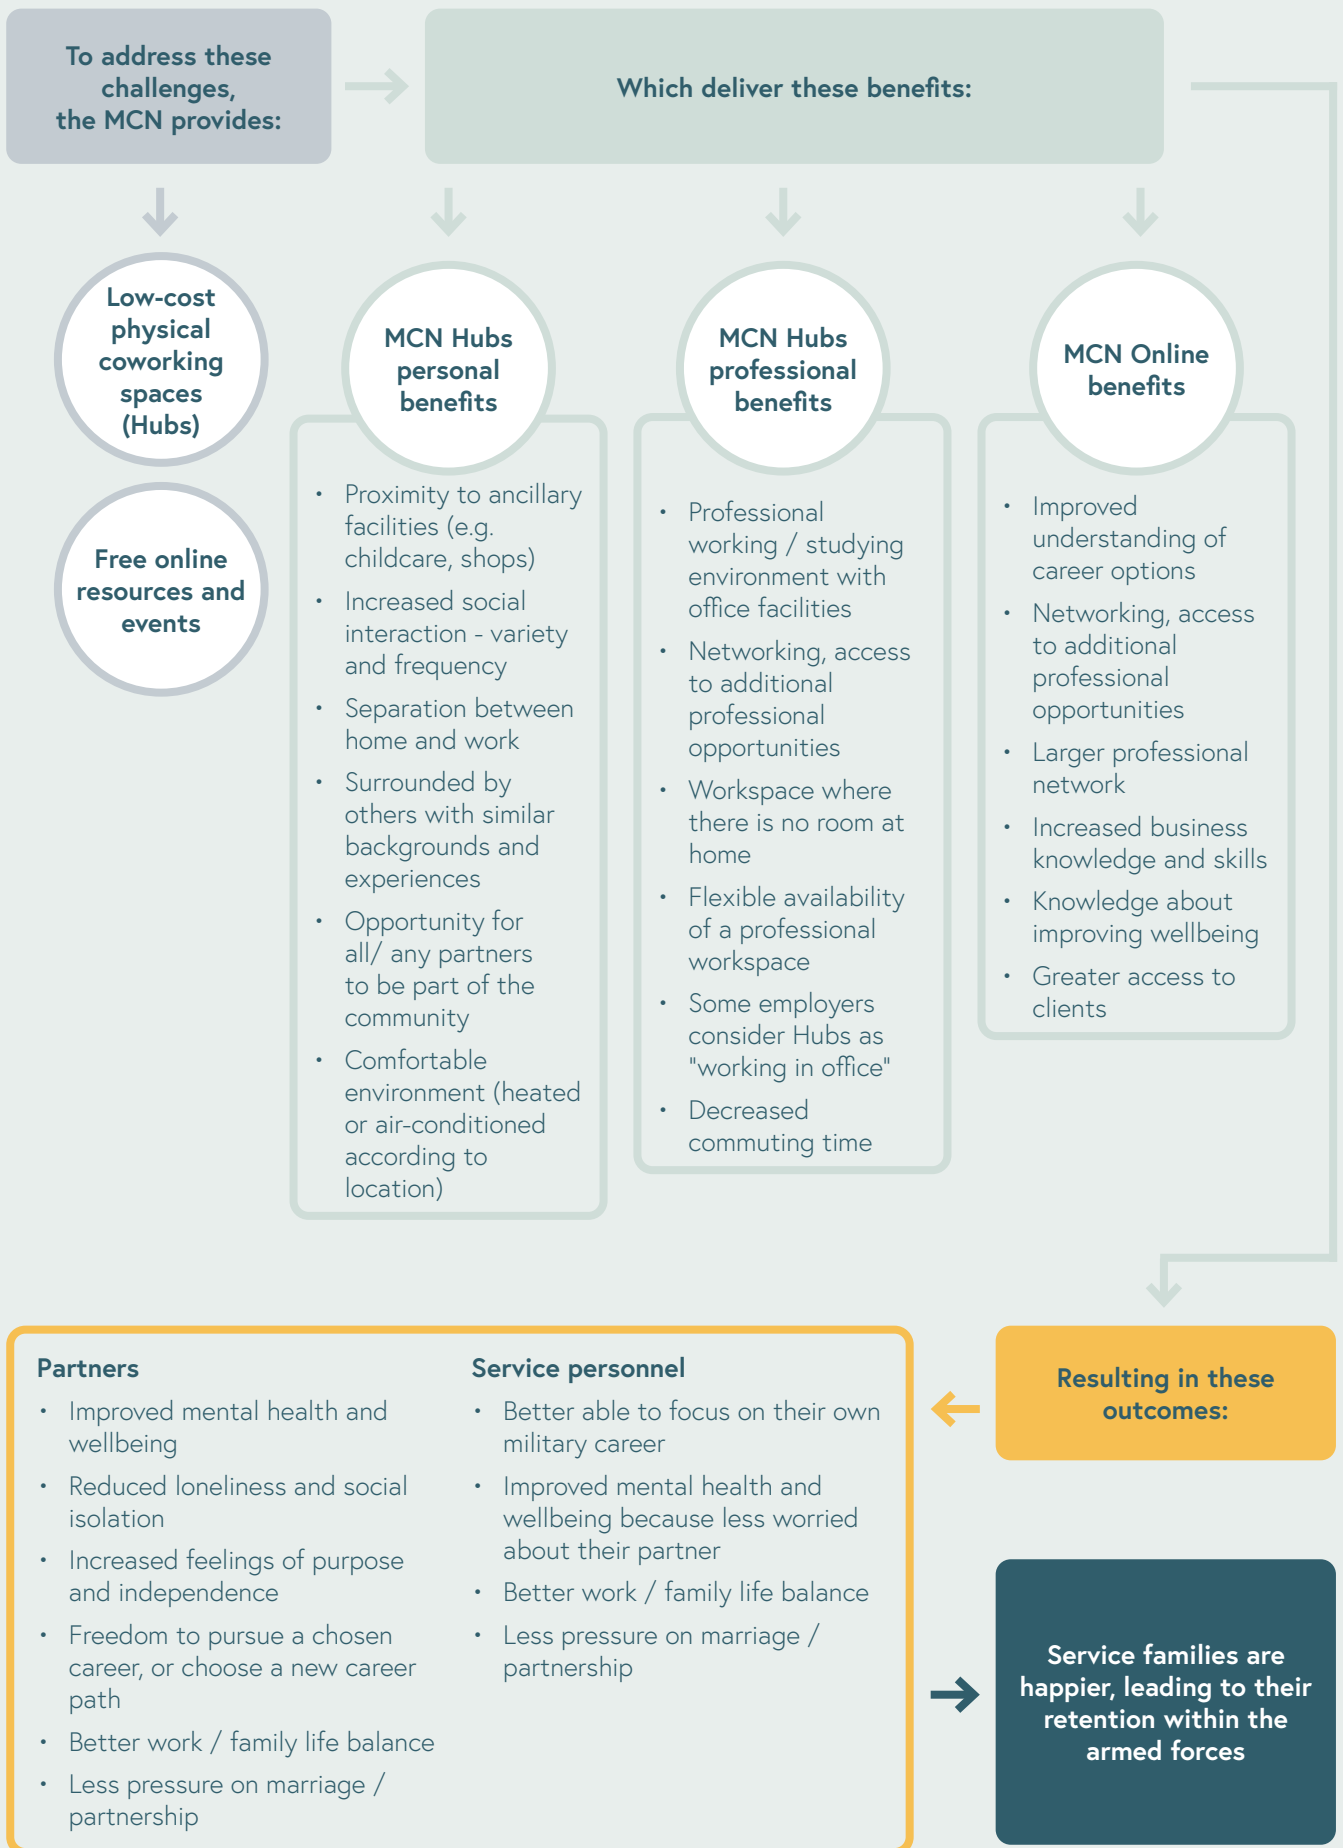 To address these
challenges,
the MCN provides:
Which deliver these benefits:
Low-cost
physical
coworking
spaces
(Hubs)
Free online
resources and
events
MCN Hubs
personal
benefits
• Proximity to ancillary
facilities (e.g.
childcare, shops)
• Increased social
interaction - variety
and frequency
• Separation between
home and work
• Surrounded by
others with similar
backgrounds and
experiences
• Opportunity for
all/ any partners
to be part of the
community
• Comfortable
environment (heated
or air-conditioned
according to
location)
MCN Hubs
professional
benefits
• Professional
working / studying
environment with
office facilities
• Networking, access
to additional
professional
opportunities
• Workspace where
there is no room at
home
• Flexible availability
of a professional
workspace
• Some employers
consider Hubs as
"working in office"
• Decreased
commuting time
MCN Online
benefits
• Improved
understanding of
career options
• Networking, access
to additional
professional
opportunities
• Larger professional
network
• Increased business
knowledge and skills
• Knowledge about
improving wellbeing
• Greater access to
clients
Resulting in these
outcomes:
Partners
• Improved mental health and
wellbeing
• Reduced loneliness and social
isolation
• Increased feelings of purpose
and independence
• Freedom to pursue a chosen
career, or choose a new career
path
• Better work / family life balance
• Less pressure on marriage /
partnership
Service personnel
• Better able to focus on their own
military career
• Improved mental health and
wellbeing because less worried
about their partner
• Better work / family life balance
• Less pressure on marriage /
partnership
Service families are
happier, leading to their
retention within the
armed forces